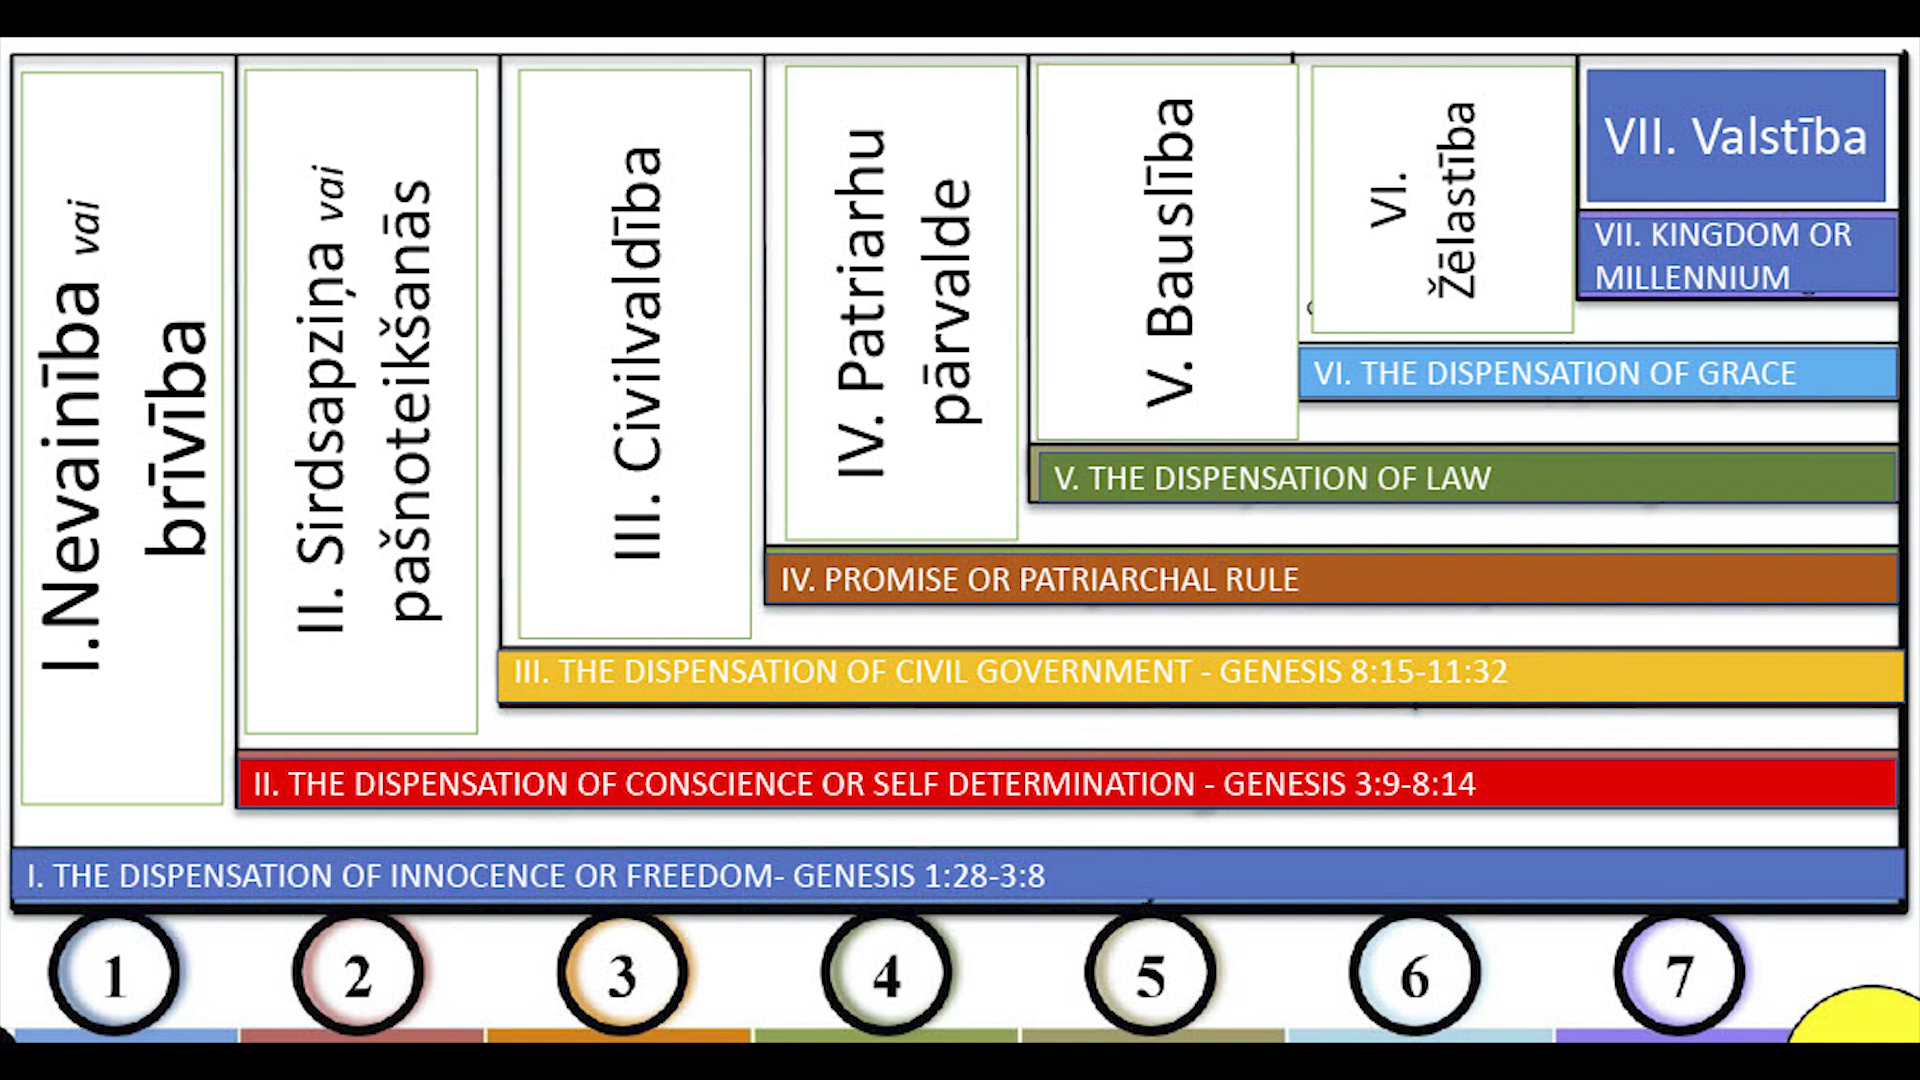 I.Nevainība vai
brīvība
II. Sirdsapziņa vai
pašnoteikšanās
III. Civilvaldība
IV. Patriarhu
pārvalde
V. Bauslība
VI.
Žēlastība
VII. Valstība
VII. KINGDOM OR
MILLENNIUM
VI. THE DISPENSATION OF GRACE
V. THE DISPENSATION OF LAW
IV. PROMISE OR PATRIARCHAL RULE
III. THE DISPENSATION OF CIVIL GOVERNMENT - GENESIS 8:15-11:32
II. THE DISPENSATION OF CONSCIENCE OR SELF DETERMINATION - GENESIS 3:9-8:14
I. THE DISPENSATION OF INNOCENCE OR FREEDOM- GENESIS 1:28-3:8
1 2 3 4 5 6 7